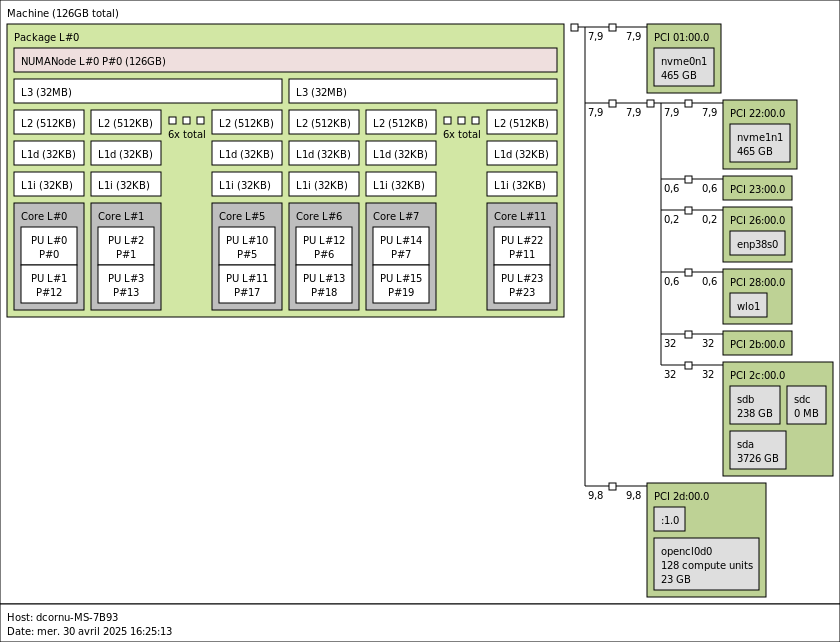 Machine (126GB total)
Package L#0
NUMANode L#0 P#0 (126GB)
L3 (32MB) L3 (32MB)
L2 (512KB) L2 (512KB) L2 (512KB) L2 (512KB) L2 (512KB) L2 (512KB)
6x total 6x total
L1d (32KB) L1d (32KB) L1d (32KB) L1d (32KB) L1d (32KB) L1d (32KB)
L1i (32KB) L1i (32KB) L1i (32KB) L1i (32KB) L1i (32KB) L1i (32KB)
Core L#0 Core L#1 Core L#5 Core L#6 Core L#7 Core L#11
PU L#0 PU L#2 PU L#10 PU L#12 PU L#14 PU L#22
P#0 P#1 P#5 P#6 P#7 P#11
PU L#1 PU L#3 PU L#11 PU L#13 PU L#15 PU L#23
P#12 P#13 P#17 P#18 P#19 P#23
7,9 7,9 PCI 01:00.0
nvme0n1
465 GB
7,9 7,9 7,9 7,9 PCI 22:00.0
nvme1n1
465 GB
0,6 0,6 PCI 23:00.0
0,2 0,2 PCI 26:00.0
enp38s0
0,6 0,6 PCI 28:00.0
wlo1
32 32 PCI 2b:00.0
32 32 PCI 2c:00.0
sdb sdc
238 GB 0 MB
sda
3726 GB
9,8 9,8 PCI 2d:00.0
:1.0
opencl0d0
128 compute units
23 GB
Host: dcornu-MS-7B93
Date: mer. 30 avril 2025 16:25:13